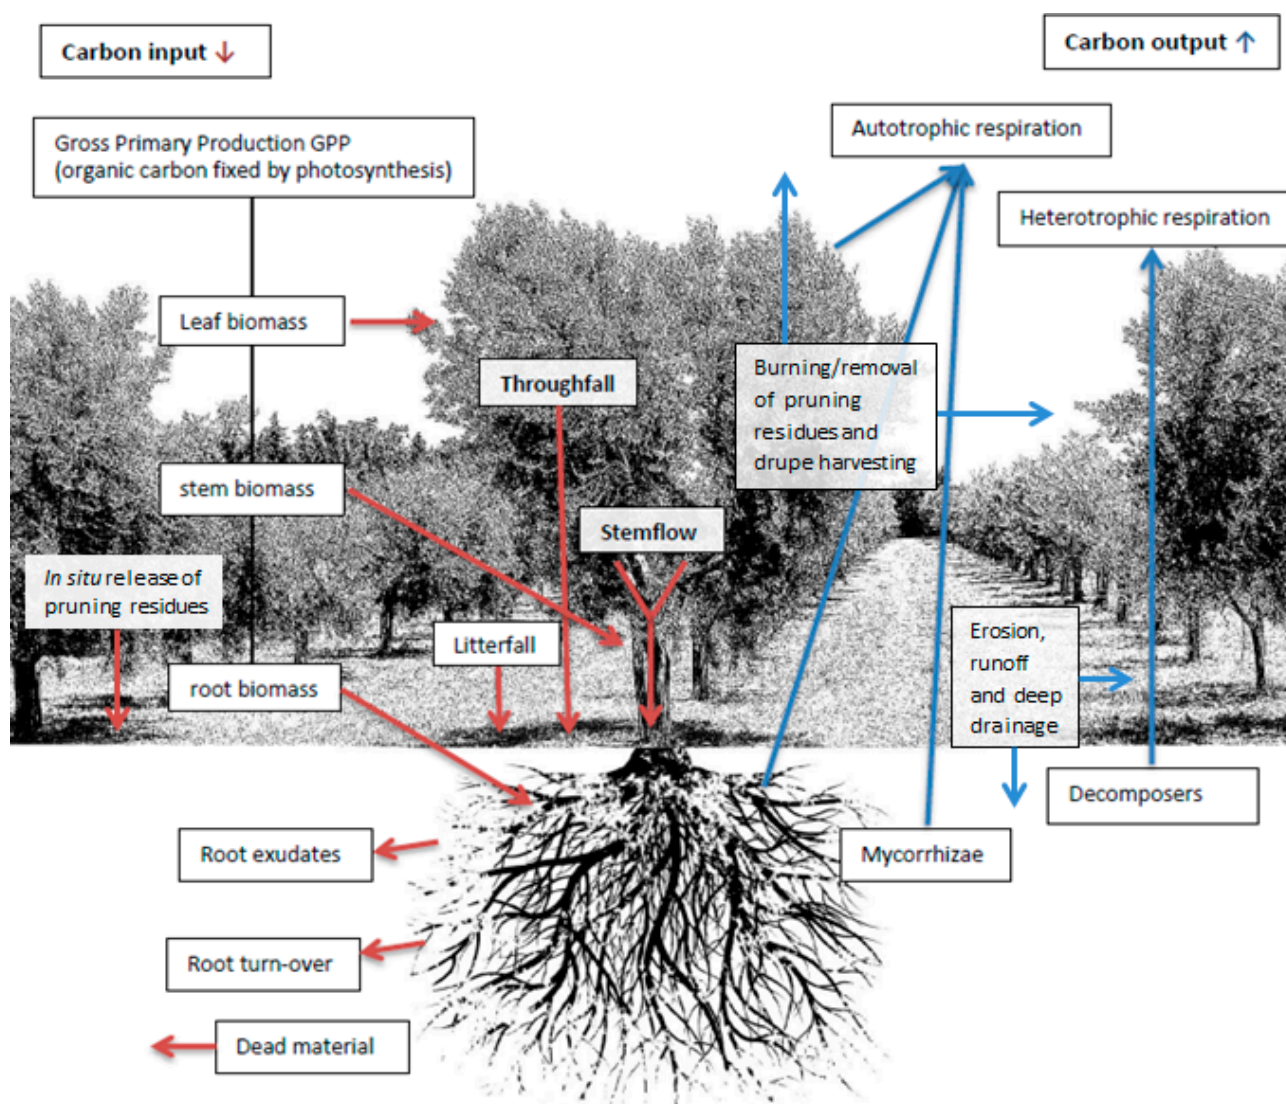 Carbon input ↓
Carbon output ↑
Gross Primary Production GPP
(organic carbon fixed by photosynthesis)
Autotrophic respiration
Heterotrophic respiration
Leaf biomass
Throughfall
Burning/removal
of pruning
residues and
drupe harvesting
stem biomass
Stemflow
In situ release of
pruning residues
Litterfall
Erosion,
runoff
and deep
drainage
root biomass
Decomposers
Root exudates
Mycorrhizae
Root turn-over
Dead material